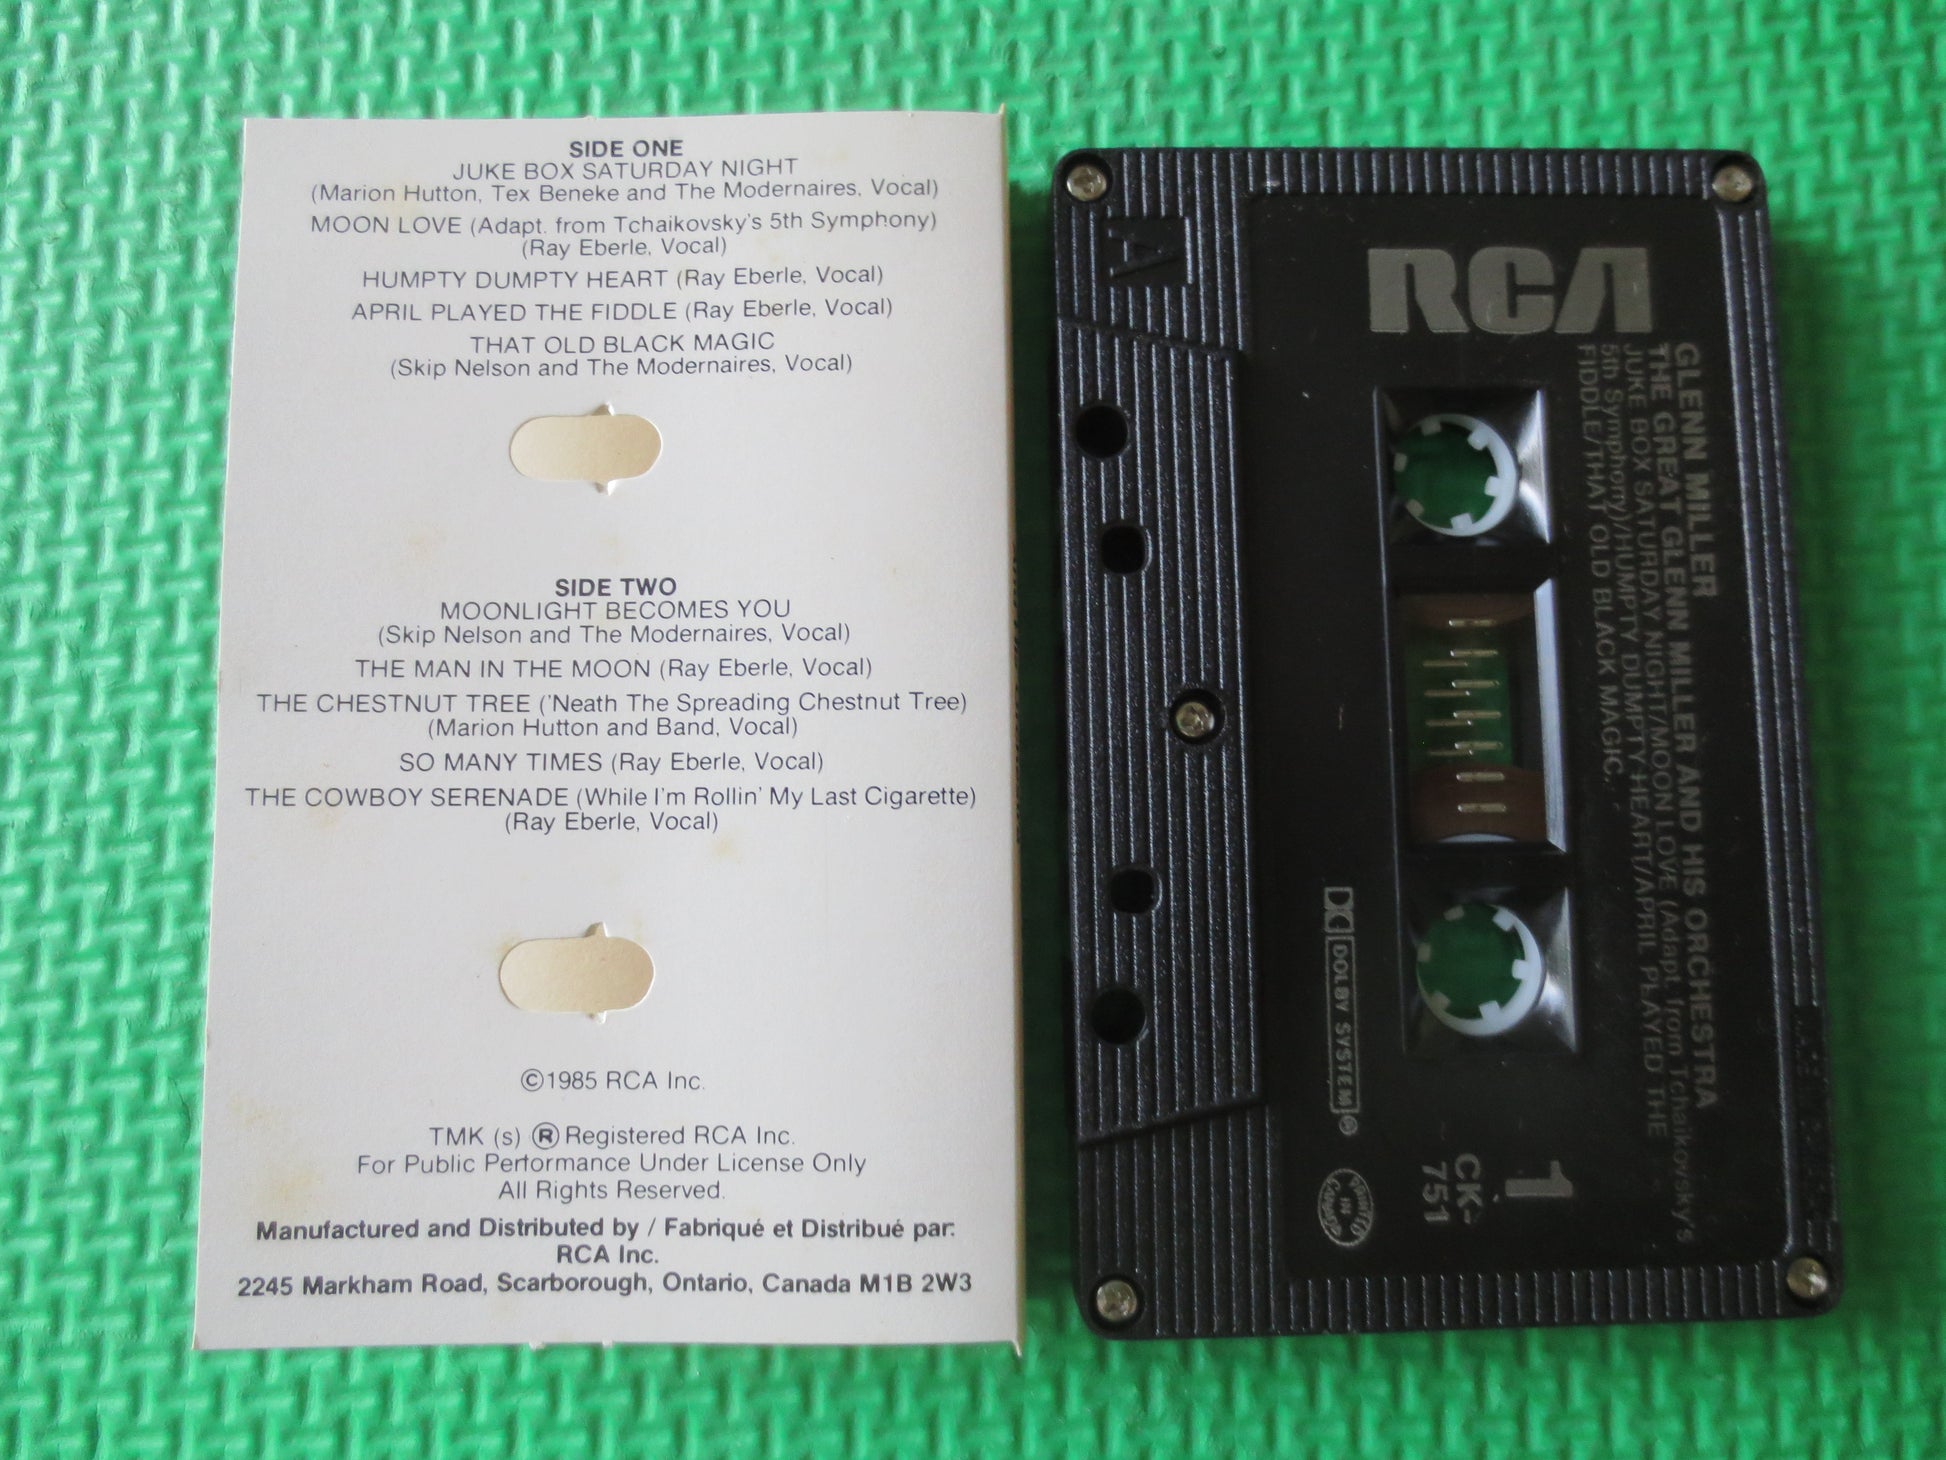 SIDE ONE
JUKE BOX SATURDAY NIGHT
(Marion Hutton, Tex Beneke and The Modernaires, Vocal)
MOON LOVE (Adapt. from Tchaikovsky's 5th Symphony)
(Ray Eberle, Vocal)
HUMPTY DUMPTY HEART (Ray Eberle, Vocal)
APRIL PLAYED THE FIDDLE (Ray Eberle, Vocal)
THAT OLD BLACK MAGIC
(Skip Nelson and The Modernaires, Vocal)
SIDE TWO
MOONLIGHT BECOMES YOU
(Skip Nelson and The Modernaires, Vocal)
THE MAN IN THE MOON (Ray Eberle, Vocal)
THE CHESTNUT TREE ('Neath The Spreading Chestnut Tree)
(Marion Hutton and Band, Vocal)
SO MANY TIMES (Ray Eberle, Vocal)
THE COWBOY SERENADE (While I'm Rollin' My Last Cigarette)
(Ray Eberle, Vocal)
©1985 RCA Inc.
TMK (s) ® Registered RCA Inc.
For Public Performance Under License Only
All Rights Reserved.
Manufactured and Distributed by / Fabriqué et Distribué par:
RCA Inc.
2245 Markham Road, Scarborough, Ontario, Canada M1B 2W3
A
RCA
GLENN MILLER
THE GREAT GLENN MILLER AND HIS ORCHESTRA
JUKE BOX SATURDAY NIGHT/MOON LOVE (Adapt. from Tchaikovsky's
5th Symphony)/HUMPTY DUMPTY HEART/APRIL PLAYED THE
FIDDLE/THAT OLD BLACK MAGIC.
DOLBY SYSTEM®
1
CK-
751
PRINTED
IN
CANADA